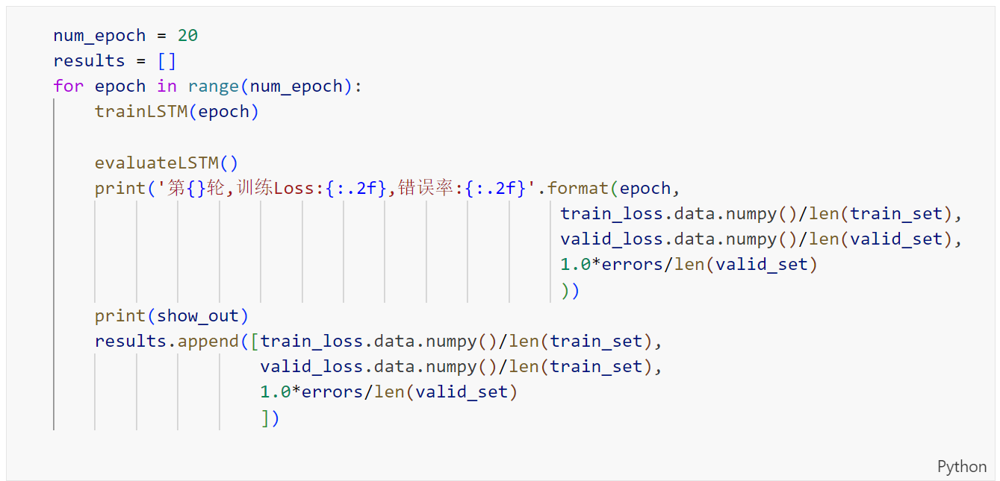 num_epoch = 20
results = []
for epoch in range(num_epoch):
    trainLSTM(epoch)

    evaluateLSTM()
    print('第{}轮,训练Loss:{:.2f},错误率:{:.2f}'.format(epoch,
                                            train_loss.data.numpy()/len(train_set),
                                            valid_loss.data.numpy()/len(valid_set),
                                            1.0*errors/len(valid_set)
                                            ))
    print(show_out)
    results.append([train_loss.data.numpy()/len(train_set),
                    valid_loss.data.numpy()/len(train_set),
                    1.0*errors/len(valid_set)
                    ])
Python